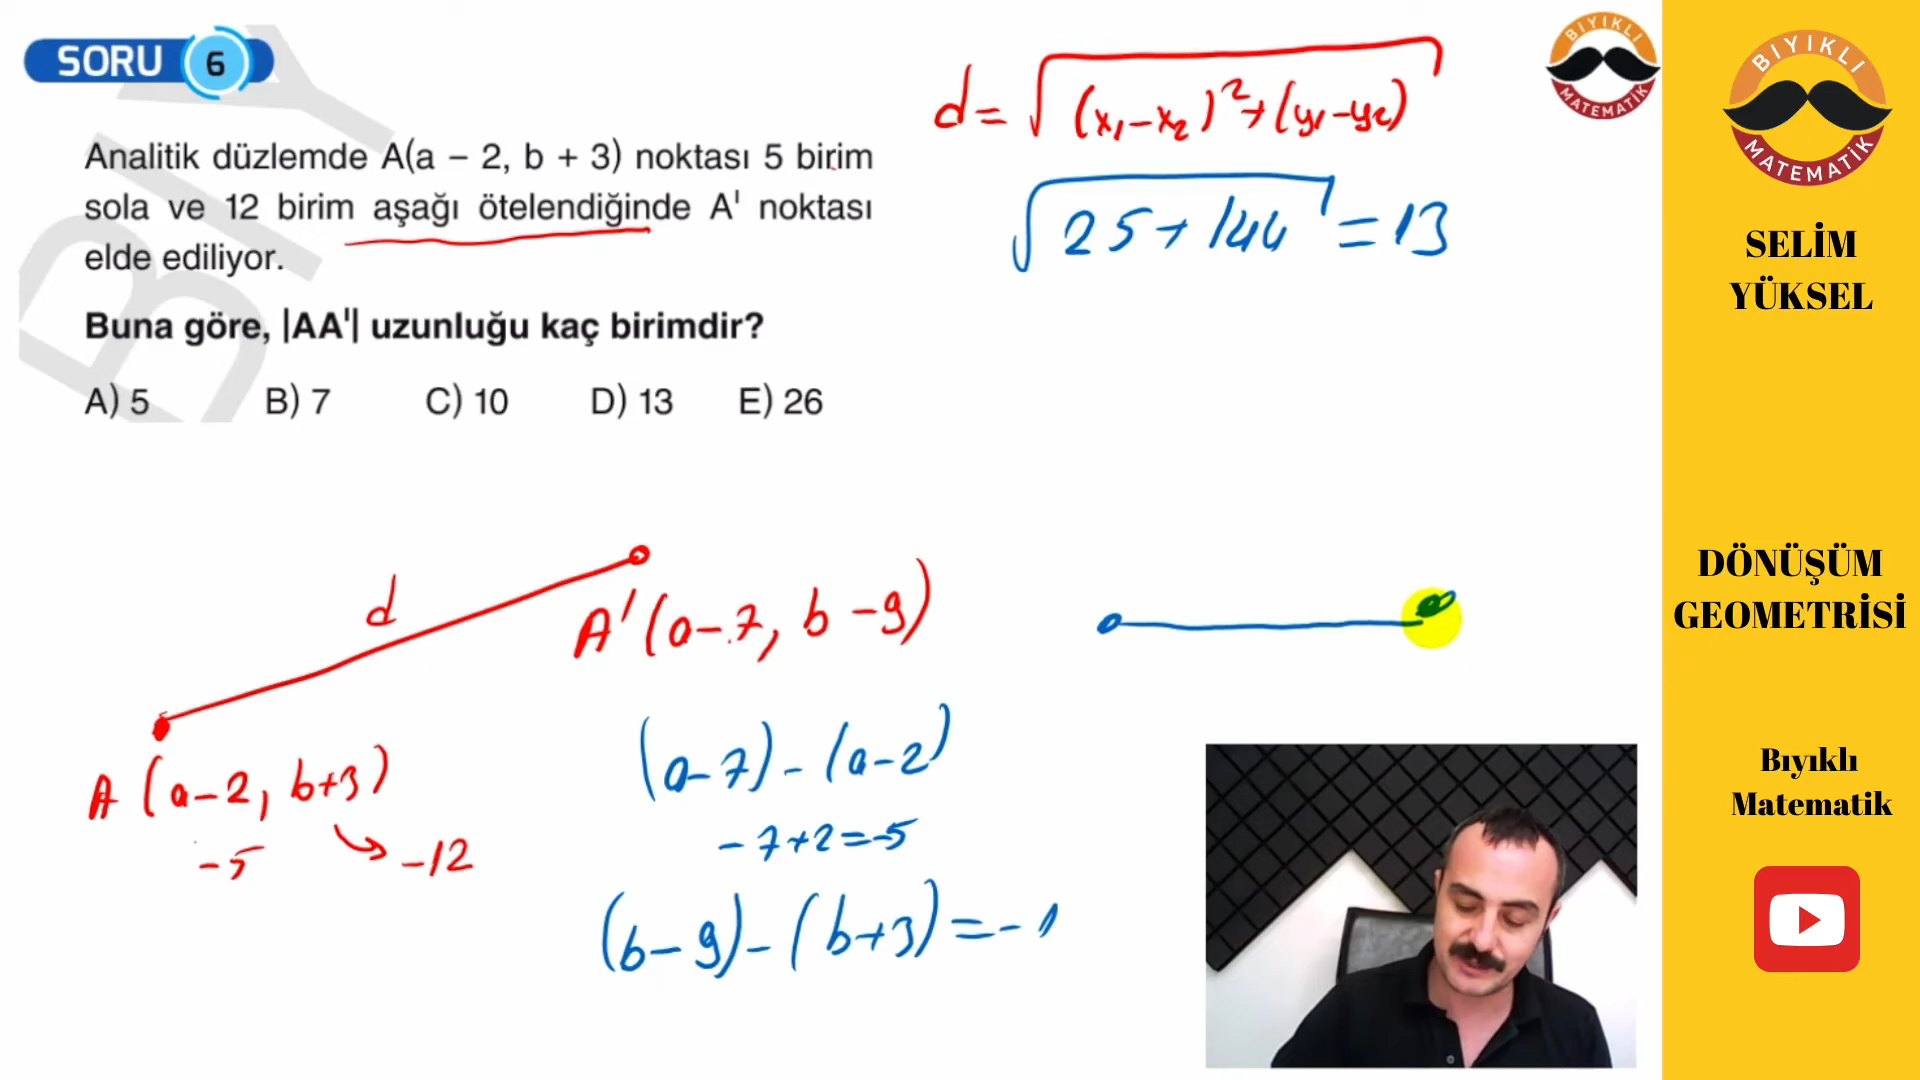 SORU 6
Analitik düzlemde A(a – 2, b + 3) noktası 5 birim
sola ve 12 birim aşağı ötelendiğinde A' noktası
elde ediliyor.
Buna göre, |AA'| uzunluğu kaç birimdir?
A) 5 B) 7 C) 10 D) 13 E) 26
d = √(x₁-x₂)²+(y₁-y₂)
√25+144 = 13
d
A'(a-7, b-9)
A (a-2, b+3)
-5 → -12
(a-7)-(a-2)
-7+2=-5
(b-9)-(b+3)=-1
BIYIKLI
MATEMATİK
BIYIKLI
MATEMATİK
SELİM
YÜKSEL
DÖNÜŞÜM
GEOMETRİSİ
Bıyıklı
Matematik
BIY